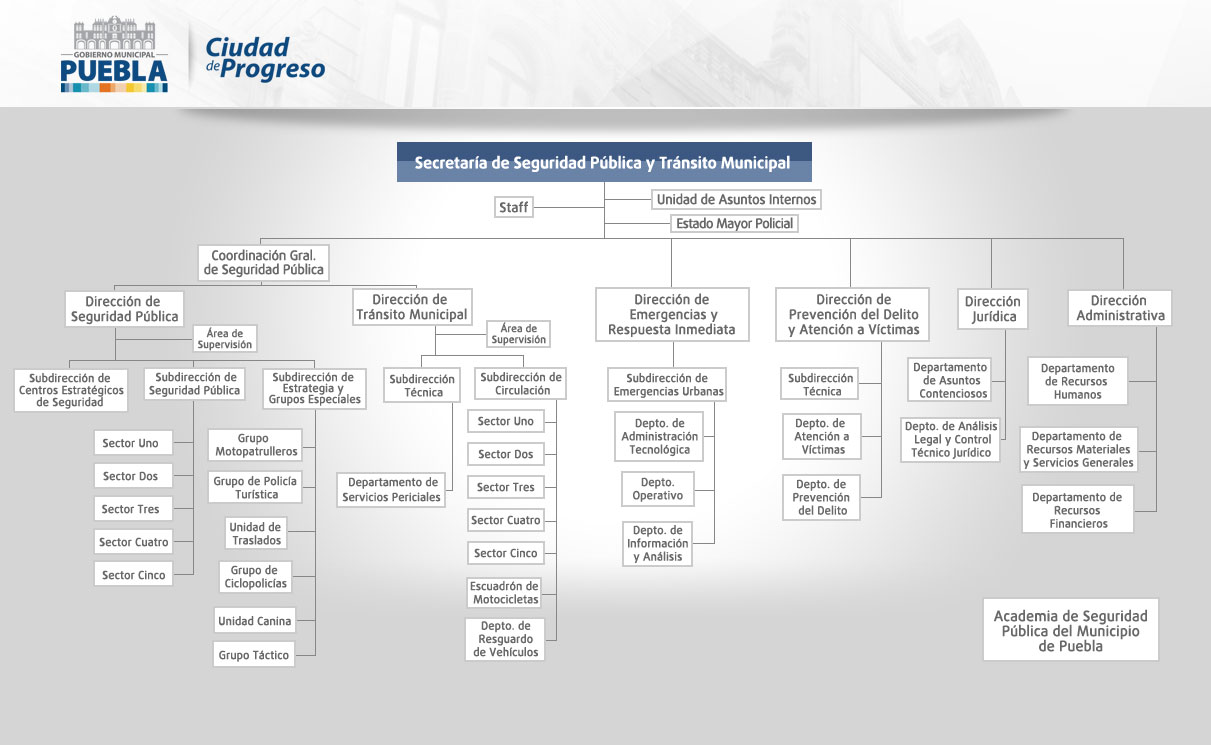 GOBIERNO MUNICIPAL
PUEBLA
Ciudad
de Progreso
Secretaría de Seguridad Pública y Tránsito Municipal
Staff
Unidad de Asuntos Internos
Estado Mayor Policial
Coordinación Gral.
de Seguridad Pública
Dirección de
Seguridad Pública
Área de
Supervisión
Subdirección de
Centros Estratégicos
de Seguridad
Subdirección de
Seguridad Pública
Sector Uno
Sector Dos
Sector Tres
Sector Cuatro
Sector Cinco
Subdirección de
Estrategia y
Grupos Especiales
Grupo
Motopatrulleros
Grupo de Policía
Turística
Unidad de
Traslados
Grupo de
Ciclopolicías
Unidad Canina
Grupo Táctico
Dirección de
Tránsito Municipal
Área de
Supervisión
Subdirección
Técnica
Departamento de
Servicios Periciales
Subdirección de
Circulación
Sector Uno
Sector Dos
Sector Tres
Sector Cuatro
Sector Cinco
Escuadrón de
Motocicletas
Depto. de
Resguardo
de Vehículos
Dirección de
Emergencias y
Respuesta Inmediata
Subdirección de
Emergencias Urbanas
Depto. de
Administración
Tecnológica
Depto.
Operativo
Depto. de
Información
y Análisis
Dirección de
Prevención del Delito
y Atención a Víctimas
Subdirección
Técnica
Depto. de
Atención a
Víctimas
Depto. de
Prevención
del Delito
Dirección
Jurídica
Departamento
de Asuntos
Contenciosos
Depto. de Análisis
Legal y Control
Técnico Jurídico
Dirección
Administrativa
Departamento
de Recursos
Humanos
Departamento de
Recursos Materiales
y Servicios Generales
Departamento de
Recursos
Financieros
Academia de Seguridad
Pública del Municipio
de Puebla